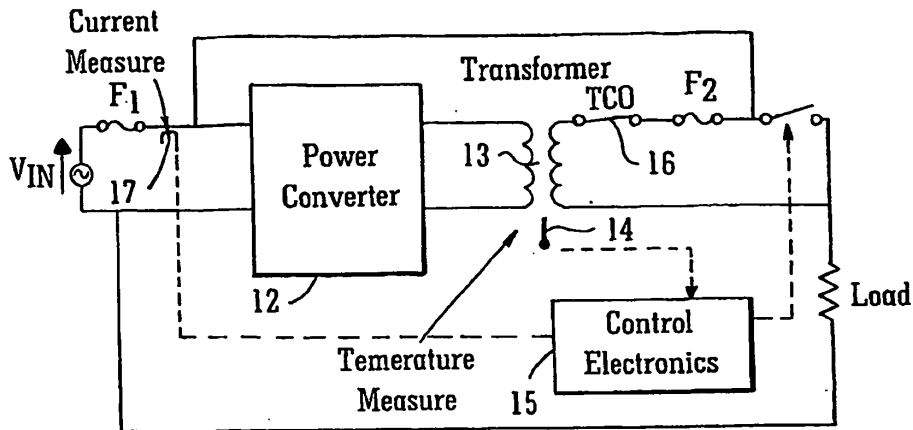 Current
Measure
F1
Transformer
TCO
F2
VIN
17
Power
Converter
13
16
14
12
Load
Temerature
Measure
15
Control
Electronics